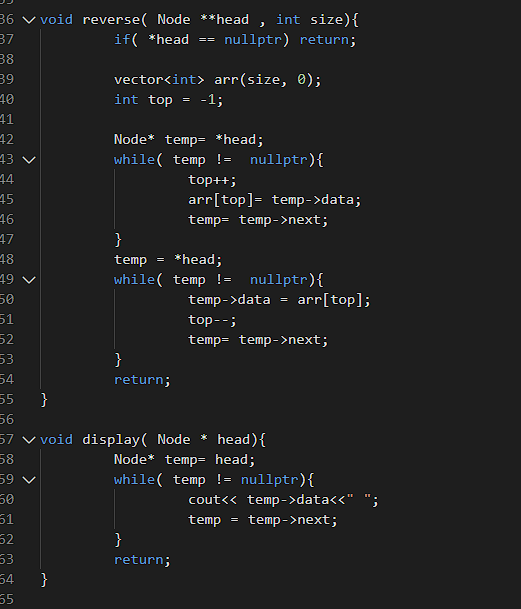 36 void reverse( Node **head , int size){
37         if( *head == nullptr) return;
38
39         vector<int> arr(size, 0);
40         int top = -1;
41
42         Node* temp= *head;
43         while( temp !=  nullptr){
44                 top++;
45                 arr[top]= temp->data;
46                 temp= temp->next;
47         }
48         temp = *head;
49         while( temp !=  nullptr){
50                 temp->data = arr[top];
51                 top--;
52                 temp= temp->next;
53         }
54         return;
55 }
56
57 void display( Node * head){
58         Node* temp= head;
59         while( temp != nullptr){
60                 cout<< temp->data<<" ";
61                 temp = temp->next;
62         }
63         return;
64 }
65